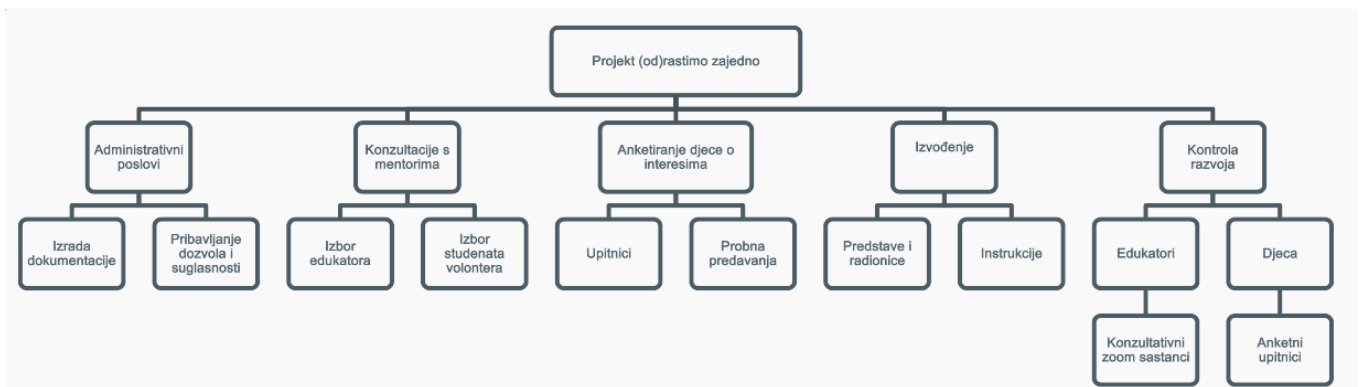 Projekt (od)rastimo zajedno
Administrativni
poslovi
Konzultacije s
mentorima
Anketiranje djece o
interesima
Izvođenje
Kontrola
razvoja
Izrada
dokumentacije
Pribavljanje
dozvola i
suglasnosti
Izbor
edukatora
Izbor
studenata
volontera
Upitnici
Probna
predavanja
Predstave i
radionice
Instrukcije
Edukatori
Djeca
Konzultativni
zoom sastanci
Anketni
upitnici